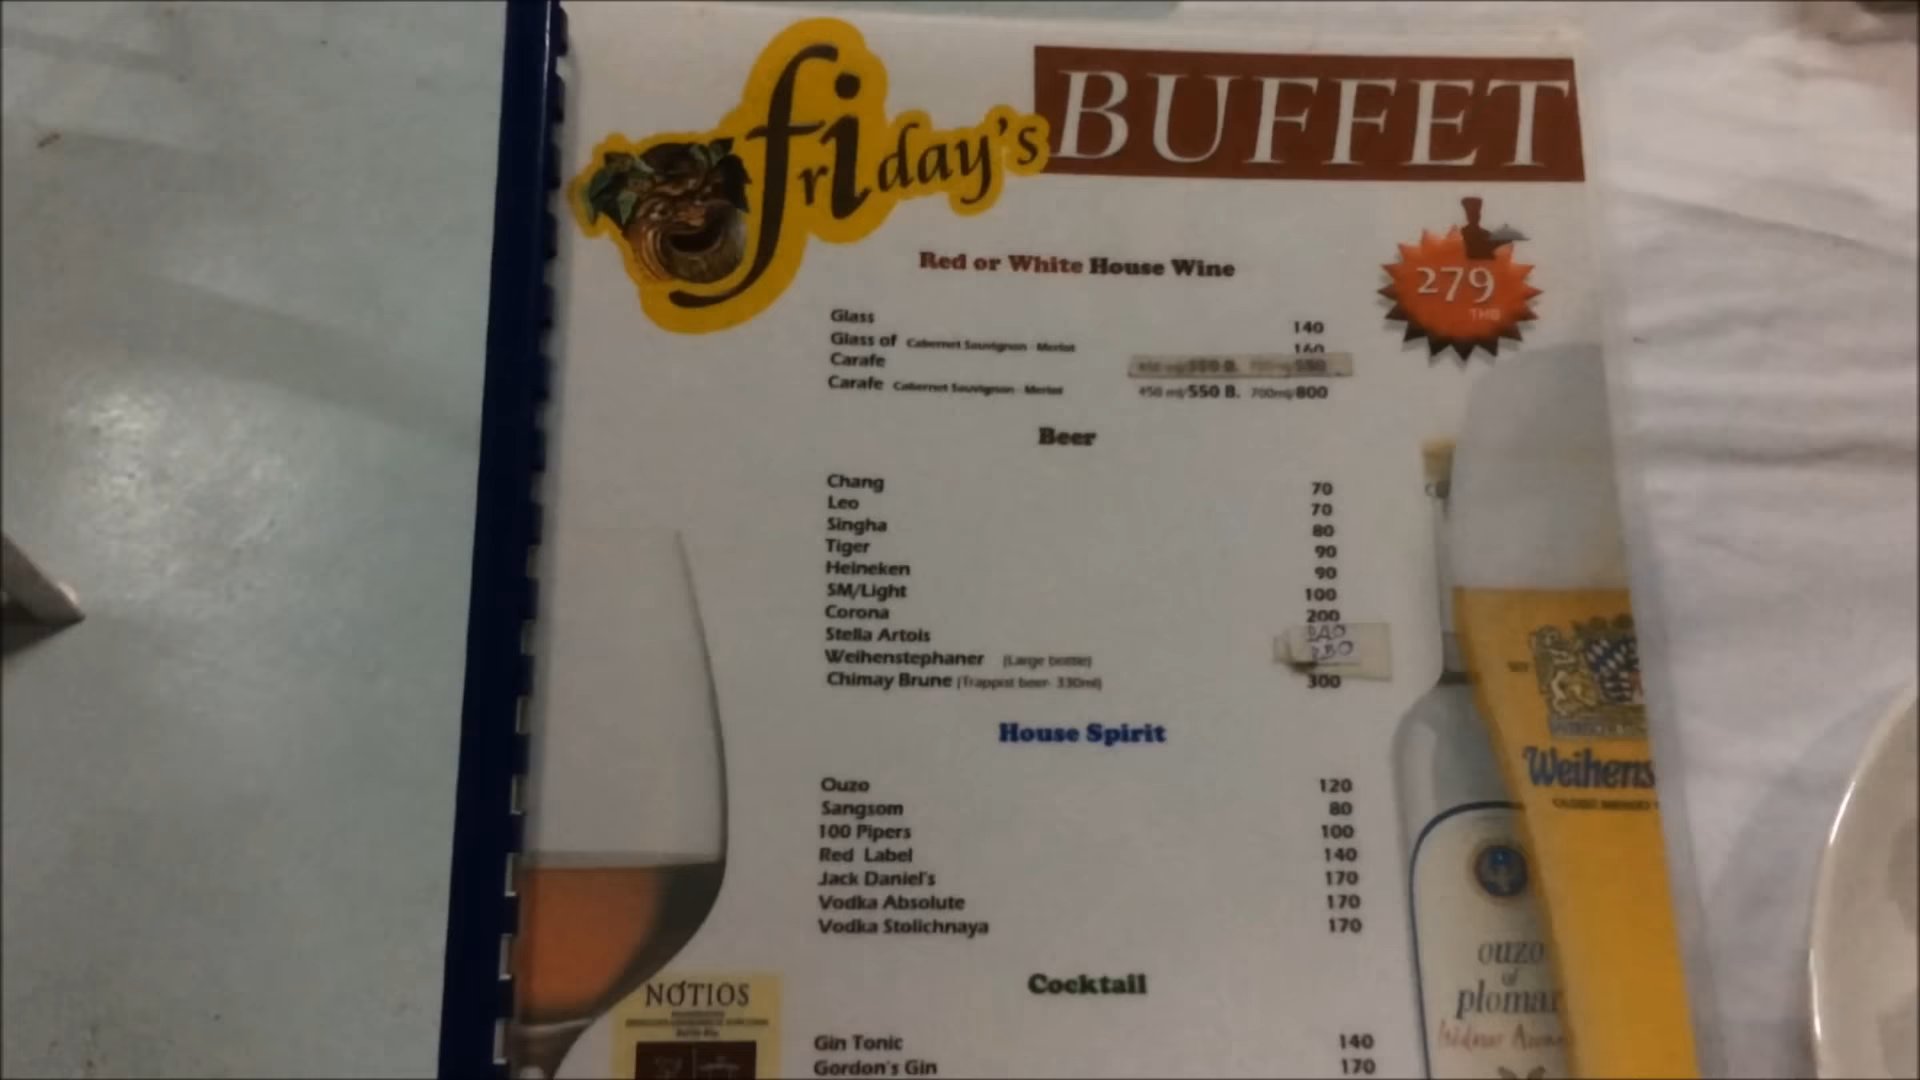 friday's BUFFET
279
THB
Red or White House Wine
Glass 140
Glass of Cabernet Sauvignon - Merlot 160
Carafe
Carafe Cabernet Sauvignon - Merlot 450 ml/550 B. 700ml/800
Beer
Chang 70
Leo 70
Singha 80
Tiger 90
Heineken 90
SM/Light 100
Corona 200
Stella Artois
Weihenstephaner (Large bottle)
Chimay Brune (Trappist beer- 330ml) 300
House Spirit
Ouzo 120
Sangsom 80
100 Pipers 100
Red Label 140
Jack Daniel's 170
Vodka Absolute 170
Vodka Stolichnaya 170
Cocktail
Gin Tonic 140
Gordon's Gin 170
NÓTIOS
Weihens
ouzo
of
plomar